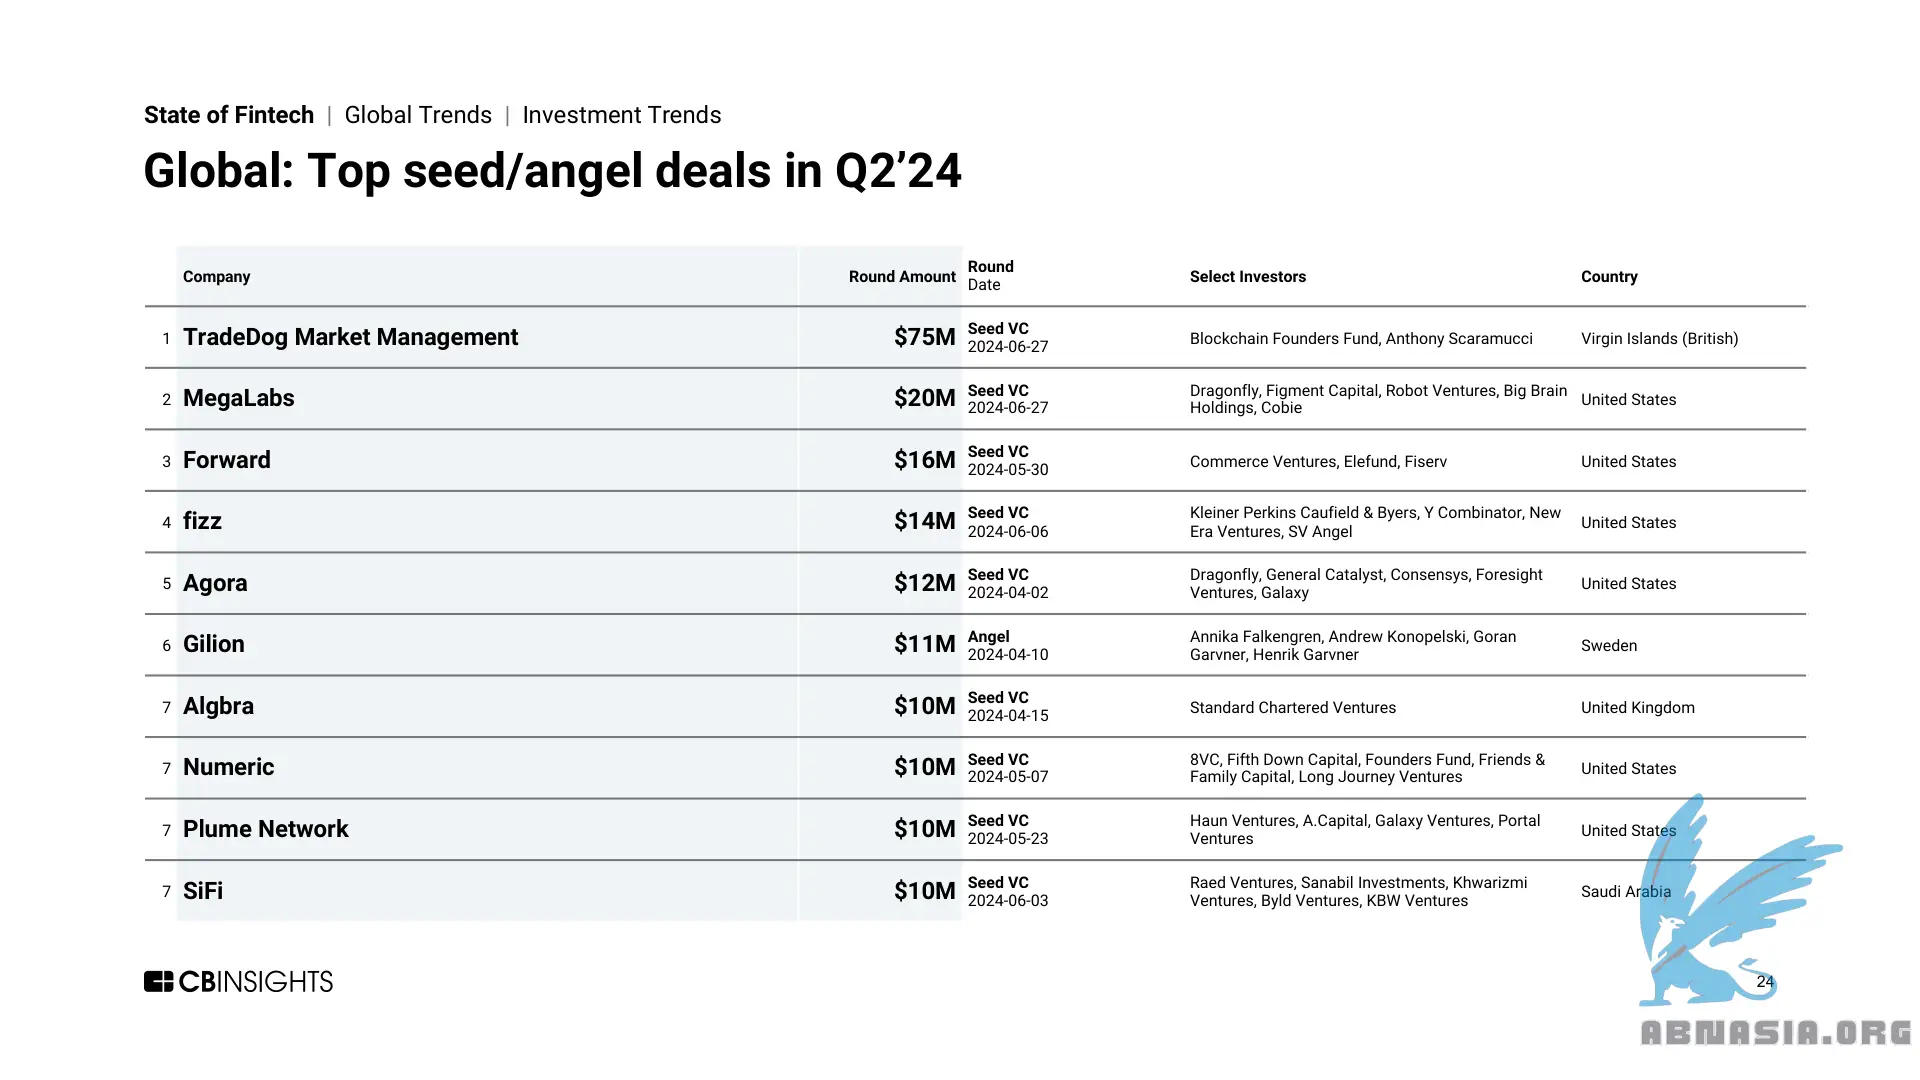 State of Fintech | Global Trends | Investment Trends
Global: Top seed/angel deals in Q2’24
Company Round Amount Round Date Select Investors Country
1 TradeDog Market Management $75M Seed VC 2024-06-27 Blockchain Founders Fund, Anthony Scaramucci Virgin Islands (British)
2 MegaLabs $20M Seed VC 2024-06-27 Dragonfly, Figment Capital, Robot Ventures, Big Brain Holdings, Cobie United States
3 Forward $16M Seed VC 2024-05-30 Commerce Ventures, Elefund, Fiserv United States
4 fizz $14M Seed VC 2024-06-06 Kleiner Perkins Caufield & Byers, Y Combinator, New Era Ventures, SV Angel United States
5 Agora $12M Seed VC 2024-04-02 Dragonfly, General Catalyst, Consensys, Foresight Ventures, Galaxy United States
6 Gilion $11M Angel 2024-04-10 Annika Falkengren, Andrew Konopelski, Goran Garvner, Henrik Garvner Sweden
7 Algbra $10M Seed VC 2024-04-15 Standard Chartered Ventures United Kingdom
7 Numeric $10M Seed VC 2024-05-07 8VC, Fifth Down Capital, Founders Fund, Friends & Family Capital, Long Journey Ventures United States
7 Plume Network $10M Seed VC 2024-05-23 Haun Ventures, A.Capital, Galaxy Ventures, Portal Ventures United States
7 SiFi $10M Seed VC 2024-06-03 Raed Ventures, Sanabil Investments, Khwarizmi Ventures, Byld Ventures, KBW Ventures Saudi Arabia
CBINSIGHTS
24
ABNASIA.ORG